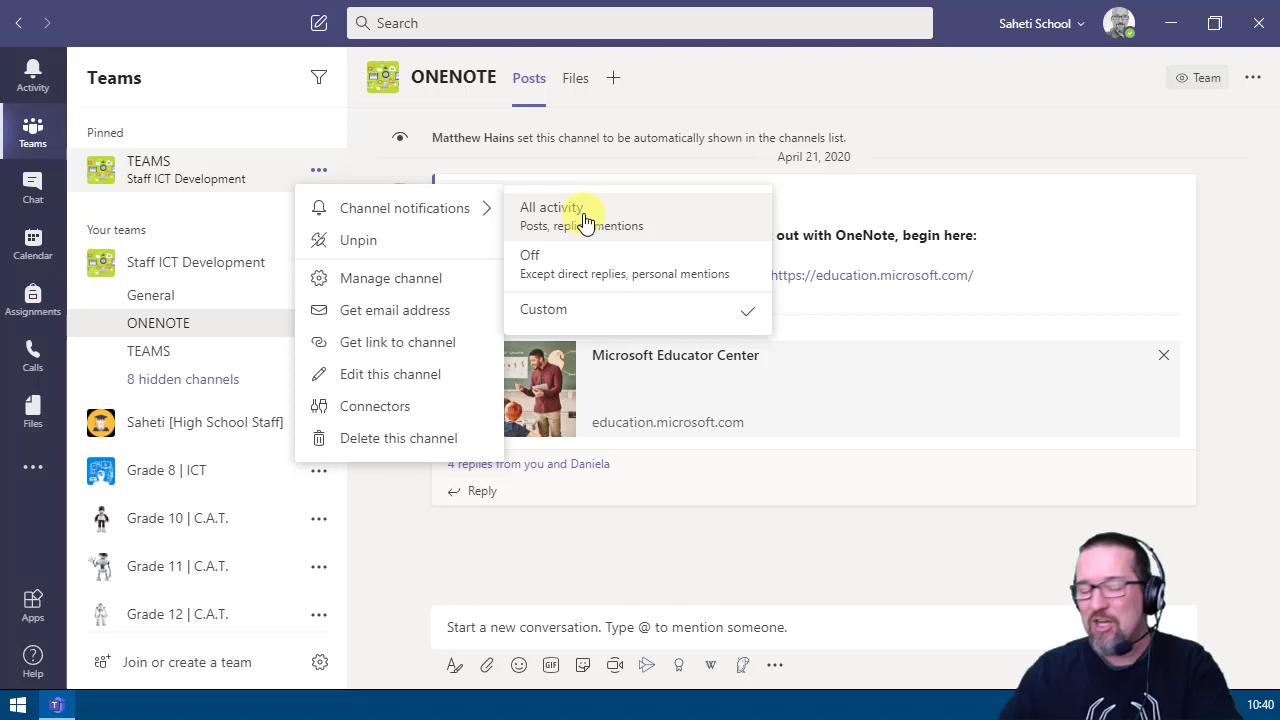 Search
Saheti School
Activity
Teams
Chat
Calendar
Assignments
Calls
Files
Apps
Help
Teams
Pinned
TEAMS
Staff ICT Development
Your teams
Staff ICT Development
General
ONENOTE
TEAMS
8 hidden channels
Saheti [High School Staff]
Grade 8 | ICT
Grade 10 | C.A.T.
Grade 11 | C.A.T.
Grade 12 | C.A.T.
Join or create a team
Channel notifications
Unpin
Manage channel
Get email address
Get link to channel
Edit this channel
Connectors
Delete this channel
All activity
Posts, replies, mentions
Off
Except direct replies, personal mentions
Custom
ONENOTE
Posts
Files
Team
Matthew Hains set this channel to be automatically shown in the channels list.
April 21, 2020
out with OneNote, begin here:
https://education.microsoft.com/
Microsoft Educator Center
education.microsoft.com
4 replies from you and Daniela
Reply
Start a new conversation. Type @ to mention someone.
GIF
10:40